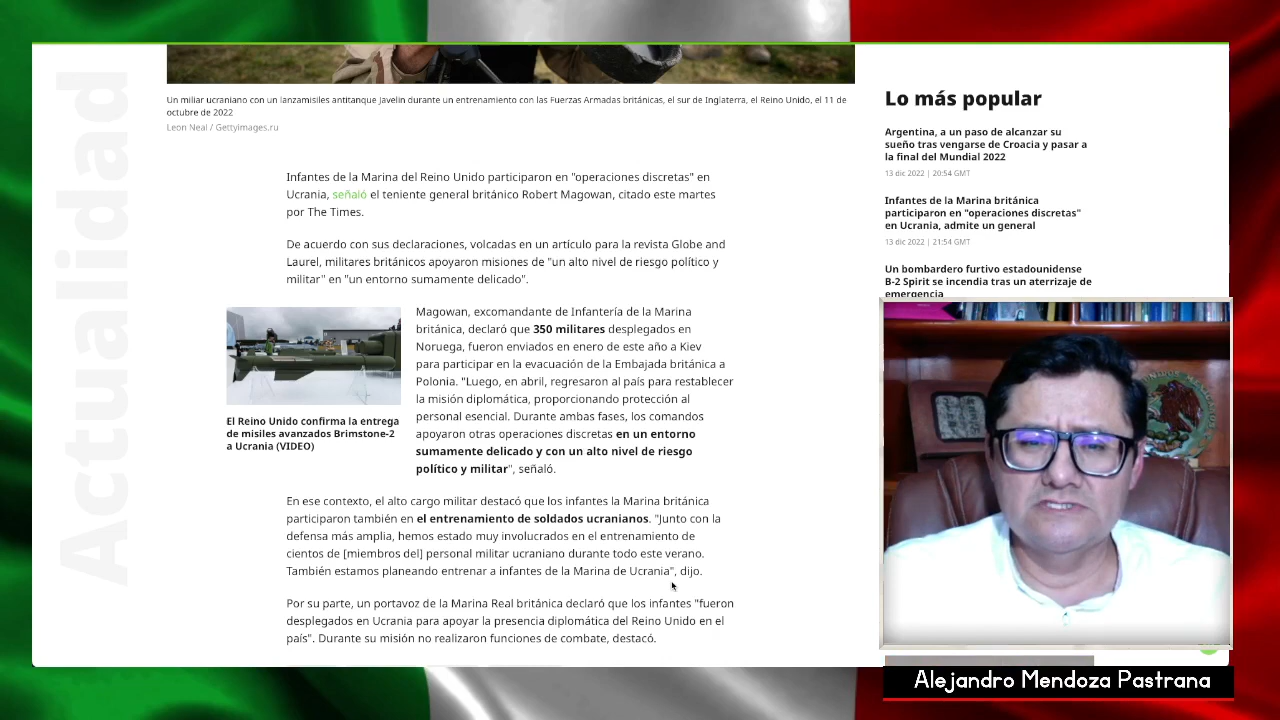 Actualidad
Un miliar ucraniano con un lanzamisiles antitanque Javelin durante un entrenamiento con las Fuerzas Armadas británicas, el sur de Inglaterra, el Reino Unido, el 11 de
octubre de 2022
Leon Neal / Gettyimages.ru
Infantes de la Marina del Reino Unido participaron en "operaciones discretas" en
Ucrania, señaló el teniente general británico Robert Magowan, citado este martes
por The Times.
De acuerdo con sus declaraciones, volcadas en un artículo para la revista Globe and
Laurel, militares británicos apoyaron misiones de "un alto nivel de riesgo político y
militar" en "un entorno sumamente delicado".
El Reino Unido confirma la entrega
de misiles avanzados Brimstone-2
a Ucrania (VIDEO)
Magowan, excomandante de Infantería de la Marina
británica, declaró que 350 militares desplegados en
Noruega, fueron enviados en enero de este año a Kiev
para participar en la evacuación de la Embajada británica a
Polonia. "Luego, en abril, regresaron al país para restablecer
la misión diplomática, proporcionando protección al
personal esencial. Durante ambas fases, los comandos
apoyaron otras operaciones discretas en un entorno
sumamente delicado y con un alto nivel de riesgo
político y militar", señaló.
En ese contexto, el alto cargo militar destacó que los infantes la Marina británica
participaron también en el entrenamiento de soldados ucranianos. "Junto con la
defensa más amplia, hemos estado muy involucrados en el entrenamiento de
cientos de [miembros del] personal militar ucraniano durante todo este verano.
También estamos planeando entrenar a infantes de la Marina de Ucrania", dijo.
Por su parte, un portavoz de la Marina Real británica declaró que los infantes "fueron
desplegados en Ucrania para apoyar la presencia diplomática del Reino Unido en el
país". Durante su misión no realizaron funciones de combate, destacó.
Lo más popular
Argentina, a un paso de alcanzar su
sueño tras vengarse de Croacia y pasar a
la final del Mundial 2022
13 dic 2022 | 20:54 GMT
Infantes de la Marina británica
participaron en "operaciones discretas"
en Ucrania, admite un general
13 dic 2022 | 21:54 GMT
Un bombardero furtivo estadounidense
B-2 Spirit se incendia tras un aterrizaje de
emergencia
Alejandro Mendoza Pastrana